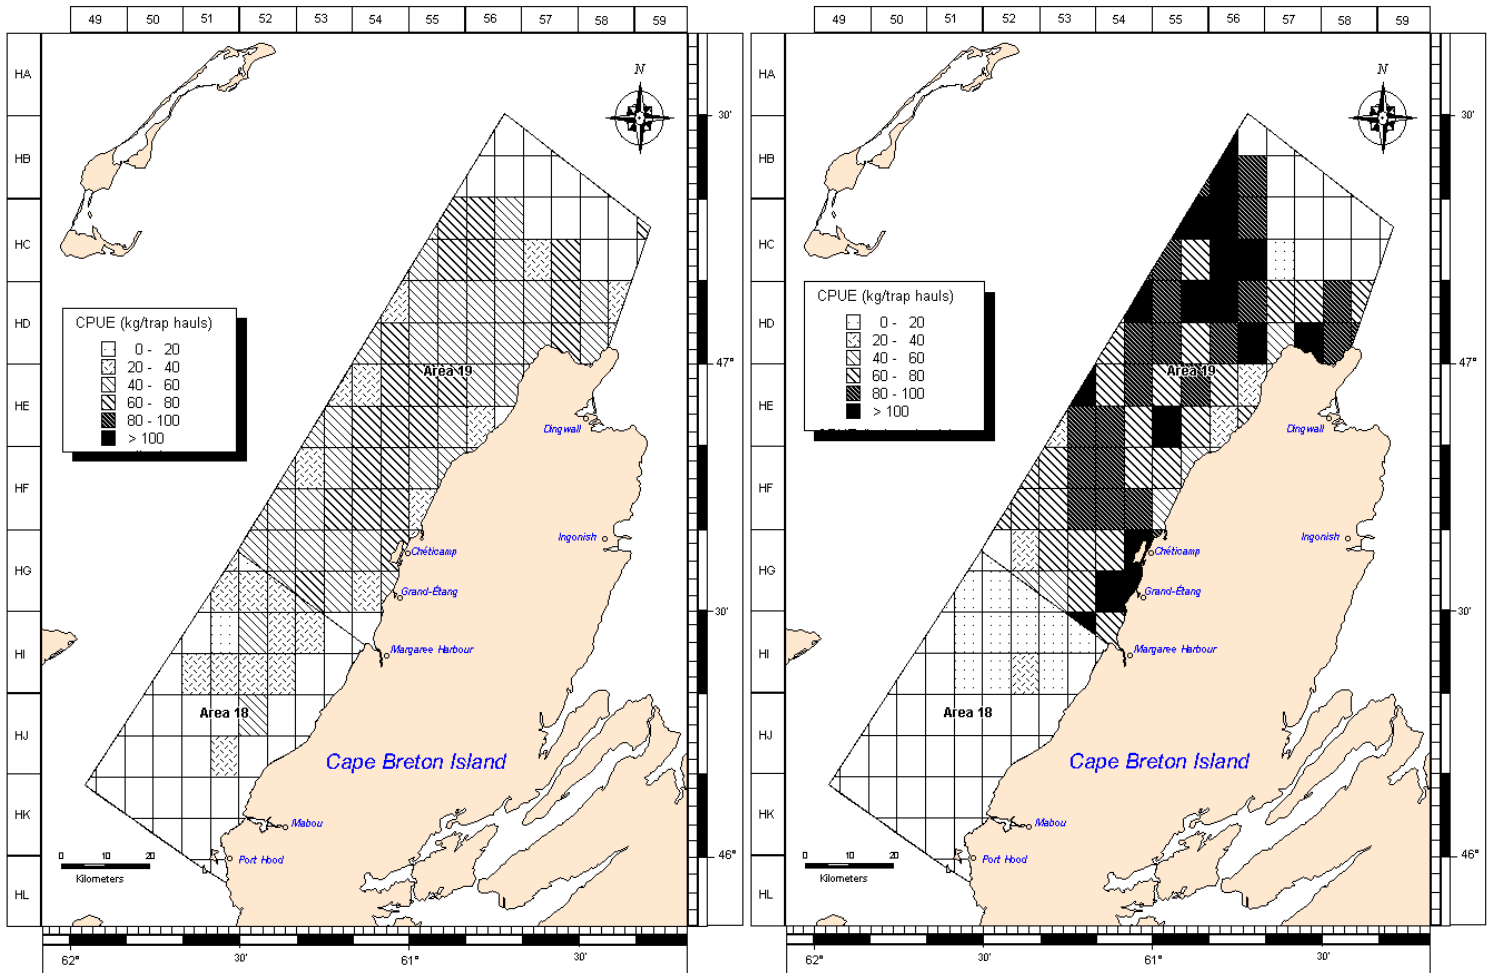 49 50 51 52 53 54 55 56 57 58 59
HA
HB
HC
HD
HE
HF
HG
HI
HJ
HK
HL
N
30'
47°
30'
46°
CPUE (kg/trap hauls)
0 - 20
20 - 40
40 - 60
60 - 80
80 - 100
> 100
Area 19
Dingwall
Ingonish
Chéticamp
Grand-Étang
Margaree Harbour
Area 18
Cape Breton Island
Mabou
Port Hood
0 10 20
Kilometers
62° 30' 61° 30'
49 50 51 52 53 54 55 56 57 58 59
HA
HB
HC
HD
HE
HF
HG
HI
HJ
HK
HL
N
30'
47°
30'
46°
CPUE (kg/trap hauls)
0 - 20
20 - 40
40 - 60
60 - 80
80 - 100
> 100
Area 19
Dingwall
Ingonish
Chéticamp
Grand-Étang
Margaree Harbour
Area 18
Cape Breton Island
Mabou
Port Hood
0 10 20
Kilometers
62° 30' 61° 30'